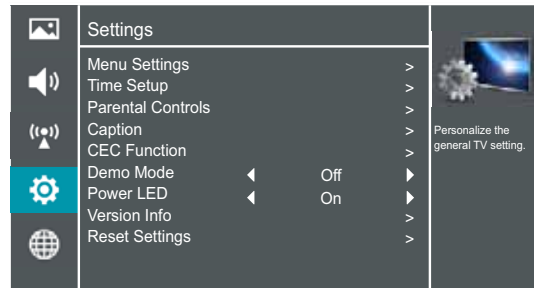 Settings
Menu Settings >
Time Setup >
Parental Controls >
Caption >
CEC Function >
Demo Mode Off
Power LED On
Version Info >
Reset Settings >
Personalize the
general TV setting.